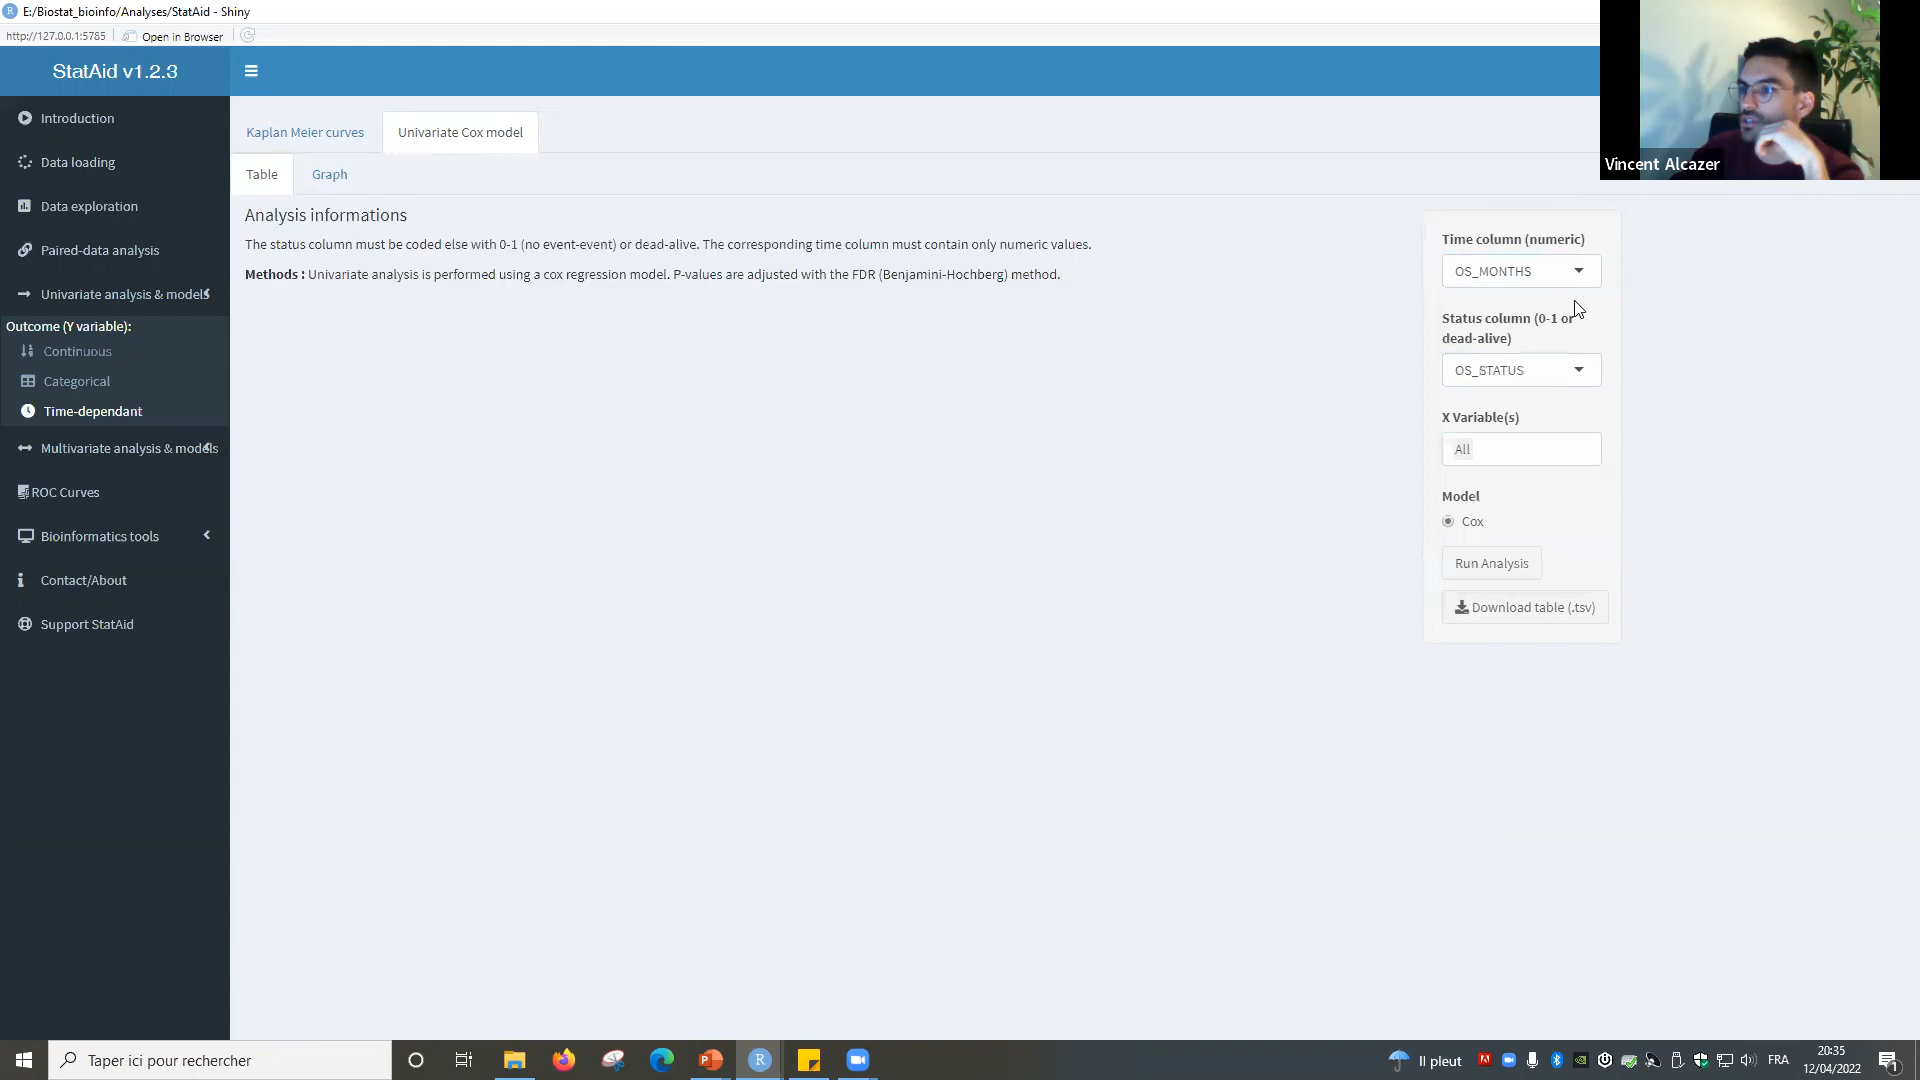 E:/Biostat_bioinfo/Analyses/StatAid - Shiny
http://127.0.0.1:5785
Open in Browser
StatAid v1.2.3
Introduction
Data loading
Data exploration
Paired-data analysis
Univariate analysis & models
Outcome (Y variable):
Continuous
Categorical
Time-dependant
Multivariate analysis & models
ROC Curves
Bioinformatics tools
Contact/About
Support StatAid
Kaplan Meier curves
Univariate Cox model
Table
Graph
Analysis informations
The status column must be coded else with 0-1 (no event-event) or dead-alive. The corresponding time column must contain only numeric values.
Methods : Univariate analysis is performed using a cox regression model. P-values are adjusted with the FDR (Benjamini-Hochberg) method.
Time column (numeric)
OS_MONTHS
Status column (0-1 or
dead-alive)
OS_STATUS
X Variable(s)
All
Model
Cox
Run Analysis
Download table (.tsv)
Vincent Alcazer
Taper ici pour rechercher
Il pleut
FRA
20:35
12/04/2022